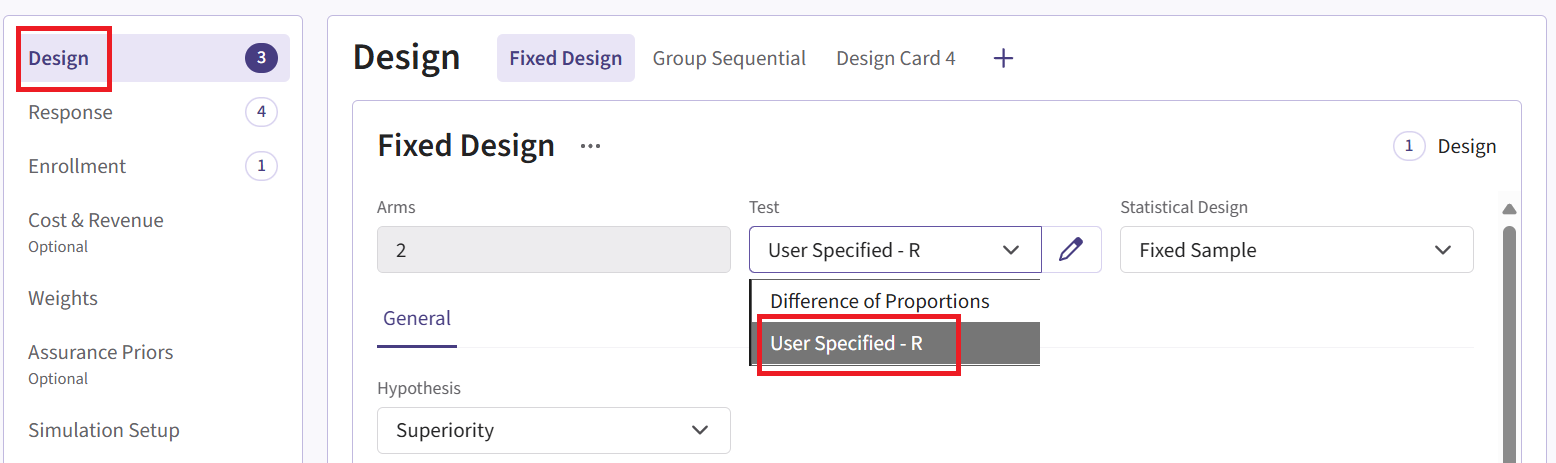 Design 3
Response 4
Enrollment 1
Cost & Revenue
Optional
Weights
Assurance Priors
Optional
Simulation Setup
Design Fixed Design Group Sequential Design Card 4 +
Fixed Design ... 1 Design
Arms Test Statistical Design
2 User Specified - R Fixed Sample
Difference of Proportions
User Specified - R
General
Hypothesis
Superiority